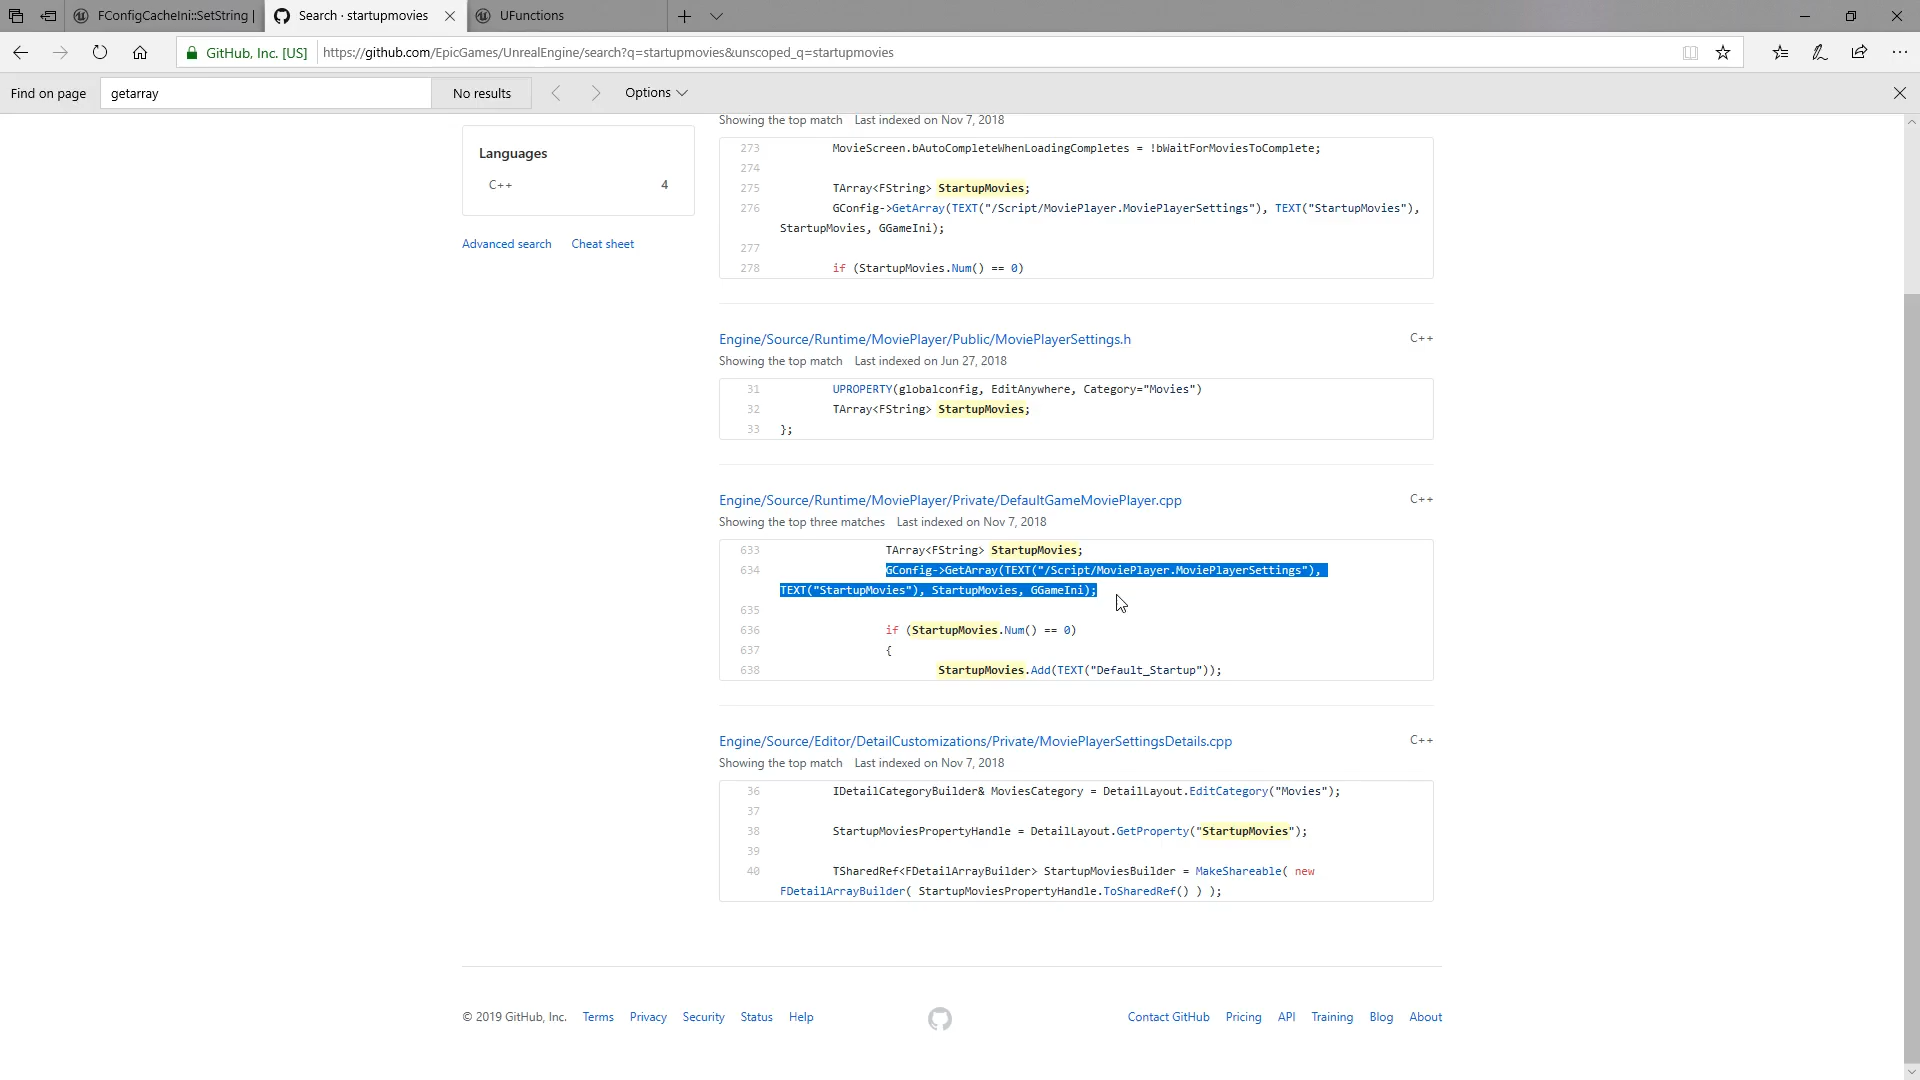 FConfigCacheIni::SetString |
Search · startupmovies
UFunctions
GitHub, Inc. [US]
https://github.com/EpicGames/UnrealEngine/search?q=startupmovies&unscoped_q=startupmovies
Find on page
getarray
No results
Options
Showing the top match Last indexed on Nov 7, 2018
Languages
C++ 4
Advanced search Cheat sheet
273 MovieScreen.bAutoCompleteWhenLoadingCompletes = !bWaitForMoviesToComplete;
274
275 TArray<FString> StartupMovies;
276 GConfig->GetArray(TEXT("/Script/MoviePlayer.MoviePlayerSettings"), TEXT("StartupMovies"),
StartupMovies, GGameIni);
277
278 if (StartupMovies.Num() == 0)
Engine/Source/Runtime/MoviePlayer/Public/MoviePlayerSettings.h C++
Showing the top match Last indexed on Jun 27, 2018
31 UPROPERTY(globalconfig, EditAnywhere, Category="Movies")
32 TArray<FString> StartupMovies;
33 };
Engine/Source/Runtime/MoviePlayer/Private/DefaultGameMoviePlayer.cpp C++
Showing the top three matches Last indexed on Nov 7, 2018
633 TArray<FString> StartupMovies;
634 GConfig->GetArray(TEXT("/Script/MoviePlayer.MoviePlayerSettings"),
TEXT("StartupMovies"), StartupMovies, GGameIni);
635
636 if (StartupMovies.Num() == 0)
637 {
638 StartupMovies.Add(TEXT("Default_Startup"));
Engine/Source/Editor/DetailCustomizations/Private/MoviePlayerSettingsDetails.cpp C++
Showing the top match Last indexed on Nov 7, 2018
36 IDetailCategoryBuilder& MoviesCategory = DetailLayout.EditCategory("Movies");
37
38 StartupMoviesPropertyHandle = DetailLayout.GetProperty("StartupMovies");
39
40 TSharedRef<FDetailArrayBuilder> StartupMoviesBuilder = MakeShareable( new
FDetailArrayBuilder( StartupMoviesPropertyHandle.ToSharedRef() ) );
© 2019 GitHub, Inc. Terms Privacy Security Status Help Contact GitHub Pricing API Training Blog About